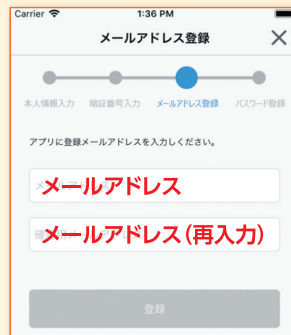 Carrier 1:36 PM
メールアドレス登録 ×
本人情報入力 暗証番号入力 メールアドレス登録 パスワード登録
アプリに登録メールアドレスを入力しください。
メールアドレス
メールアドレス(再入力)
登録